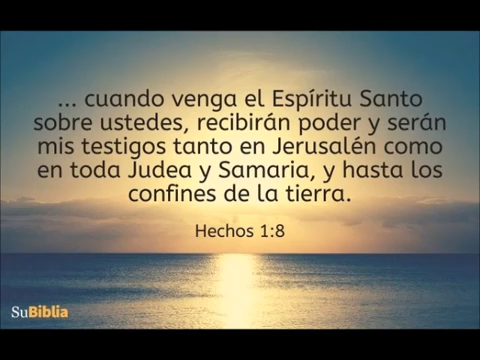 ... cuando venga el Espíritu Santo
sobre ustedes, recibirán poder y serán
mis testigos tanto en Jerusalén como
en toda Judea y Samaria, y hasta los
confines de la tierra.
Hechos 1:8
SuBiblia